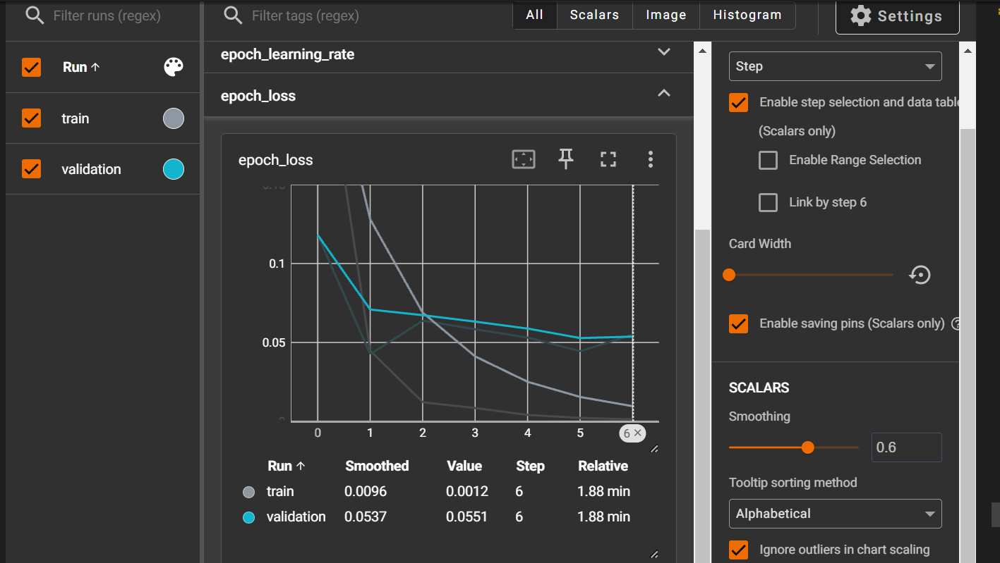 Filter runs (regex)
Filter tags (regex)
All
Scalars
Image
Histogram
Settings
Run ↑
train
validation
epoch_learning_rate
epoch_loss
epoch_loss
0.15
0.1
0.05
0
0 1 2 3 4 5 6 ×
Run ↑ Smoothed Value Step Relative
train 0.0096 0.0012 6 1.88 min
validation 0.0537 0.0551 6 1.88 min
Step
Enable step selection and data table
(Scalars only)
Enable Range Selection
Link by step 6
Card Width
Enable saving pins (Scalars only)
SCALARS
Smoothing
0.6
Tooltip sorting method
Alphabetical
Ignore outliers in chart scaling